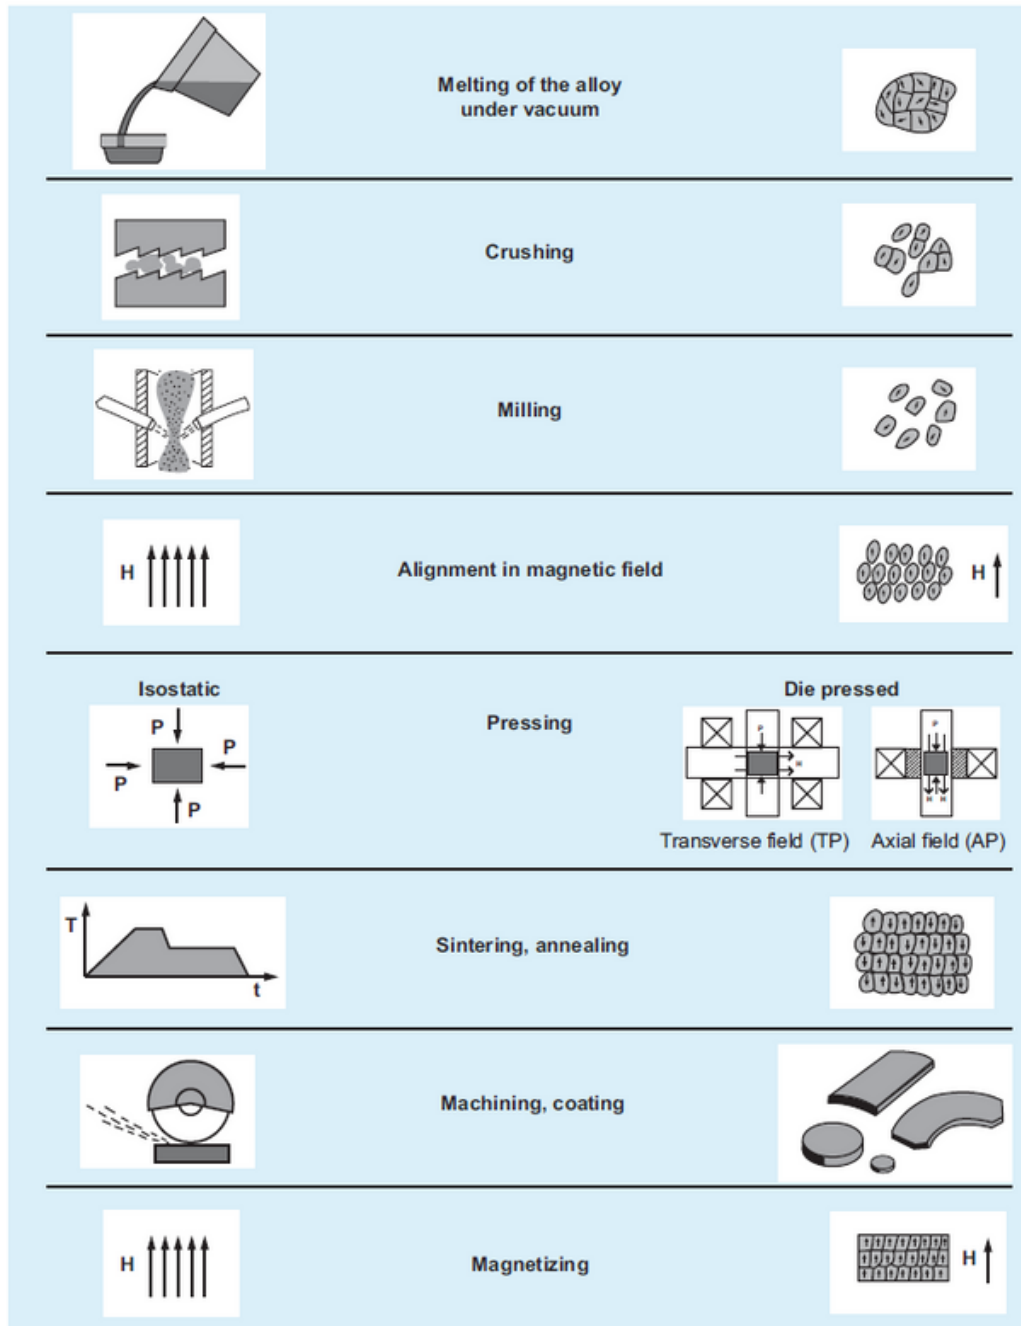 Melting of the alloy
under vacuum
Crushing
Milling
H
Alignment in magnetic field
H
Isostatic
Die pressed
Pressing
P
P
P
P
P
H
P
H
H
Transverse field (TP)
Axial field (AP)
T
t
Sintering, annealing
Machining, coating
H
Magnetizing
H